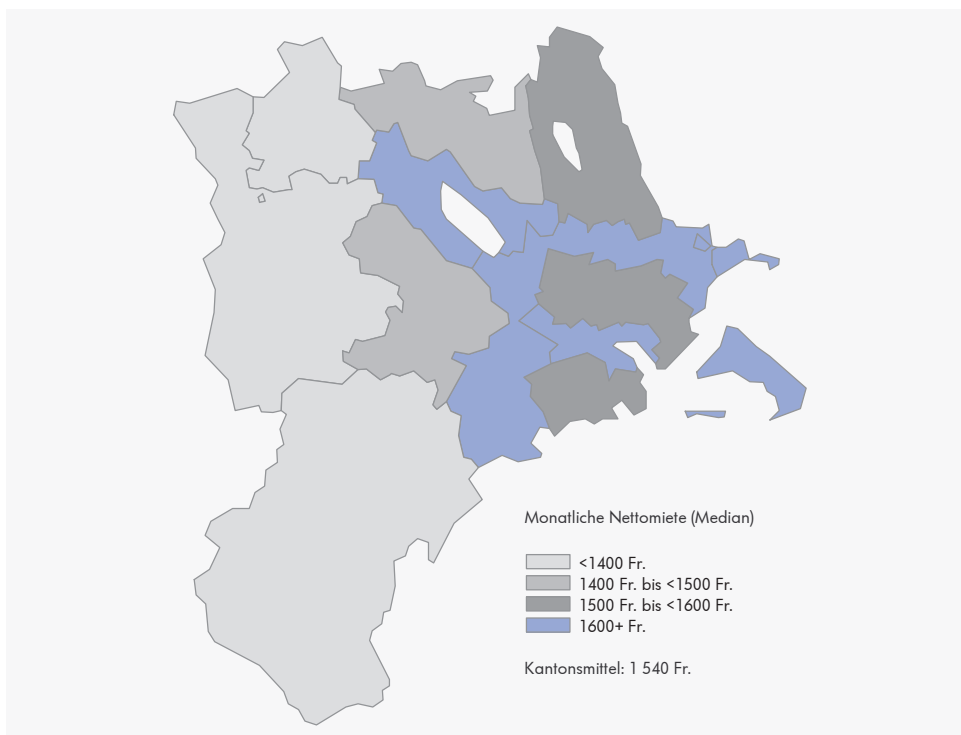 Monatliche Nettomiete (Median)
<1400 Fr.
1400 Fr. bis <1500 Fr.
1500 Fr. bis <1600 Fr.
1600+ Fr.
Kantonsmittel: 1 540 Fr.